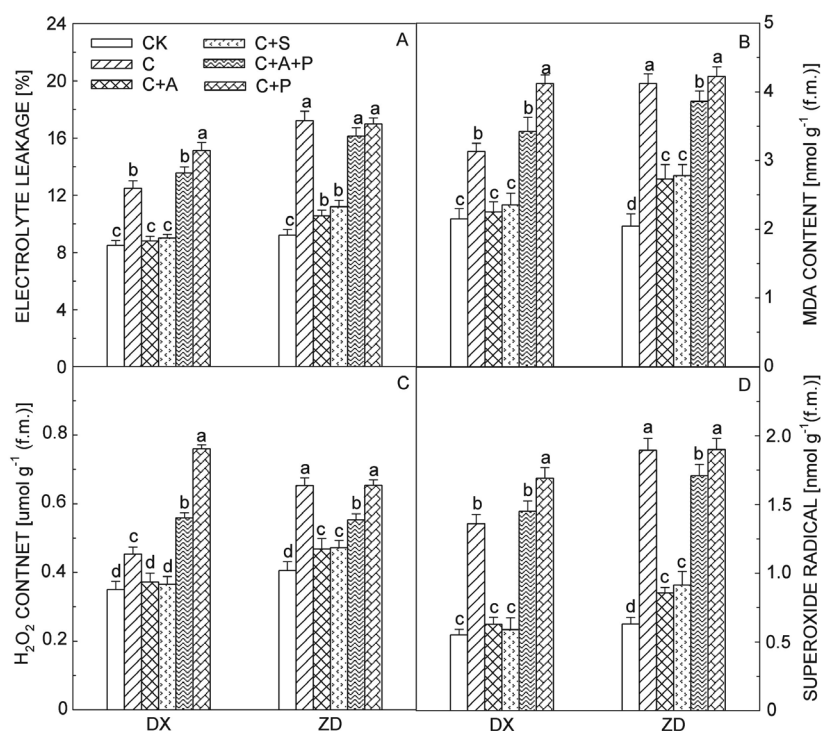 ELECTROLYTE LEAKAGE [%]
24
20
16
12
8
4
0
A
CK
C
C+A
C+S
C+A+P
C+P
c
b
c
c
b
a
c
a
b
b
a
a
B
c
b
c
c
b
a
d
a
c
c
b
a
5
4
3
2
1
0
MDA CONTENT [nmol g⁻¹ (f.m.)]
H₂O₂ CONTNET [umol g⁻¹ (f.m.)]
0.8
0.6
0.4
0.2
0
C
d
c
d
d
b
a
d
a
c
c
b
a
DX
ZD
D
c
b
c
c
b
a
d
a
c
c
b
a
DX
ZD
2.0
1.5
1.0
0.5
0
SUPEROXIDE RADICAL [nmol g⁻¹(f.m.)]